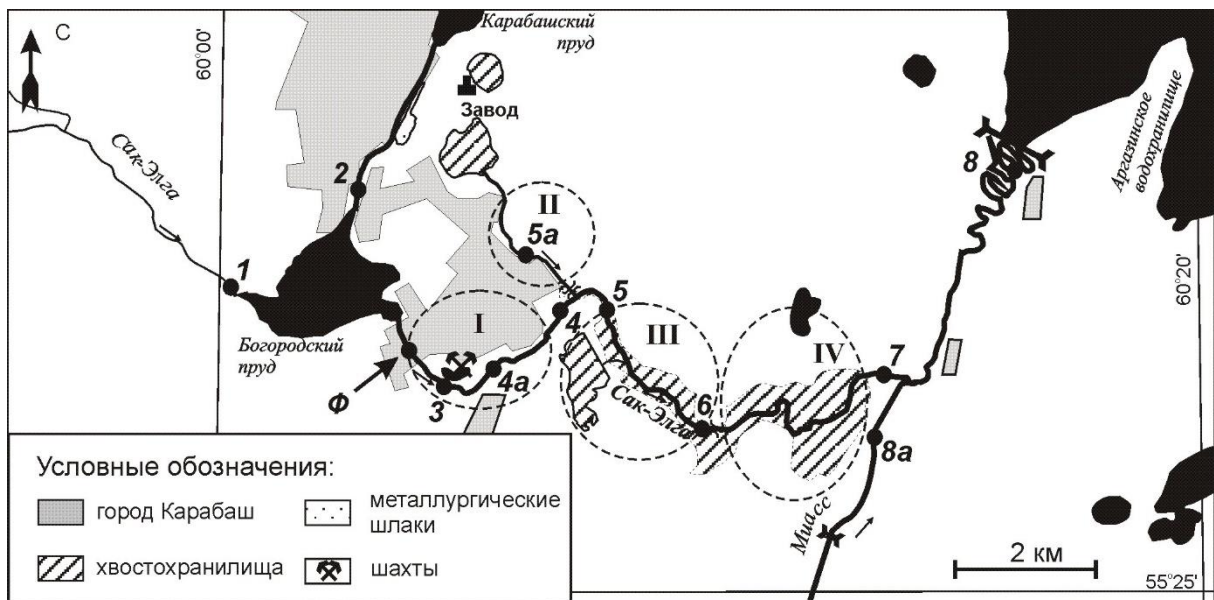 С
60°00'
Карабашский
пруд
Завод
Сак-Элга
2
8
Аргазинское
водохранилище
II
5а
1
60°20'
I
4
5
Богородский
пруд
III
IV
7
4а
3
Ф
Сак-Элга
6
8а
Миасс
Условные обозначения:
город Карабаш
металлургические
шлаки
хвостохранилища
шахты
2 км
55°25'